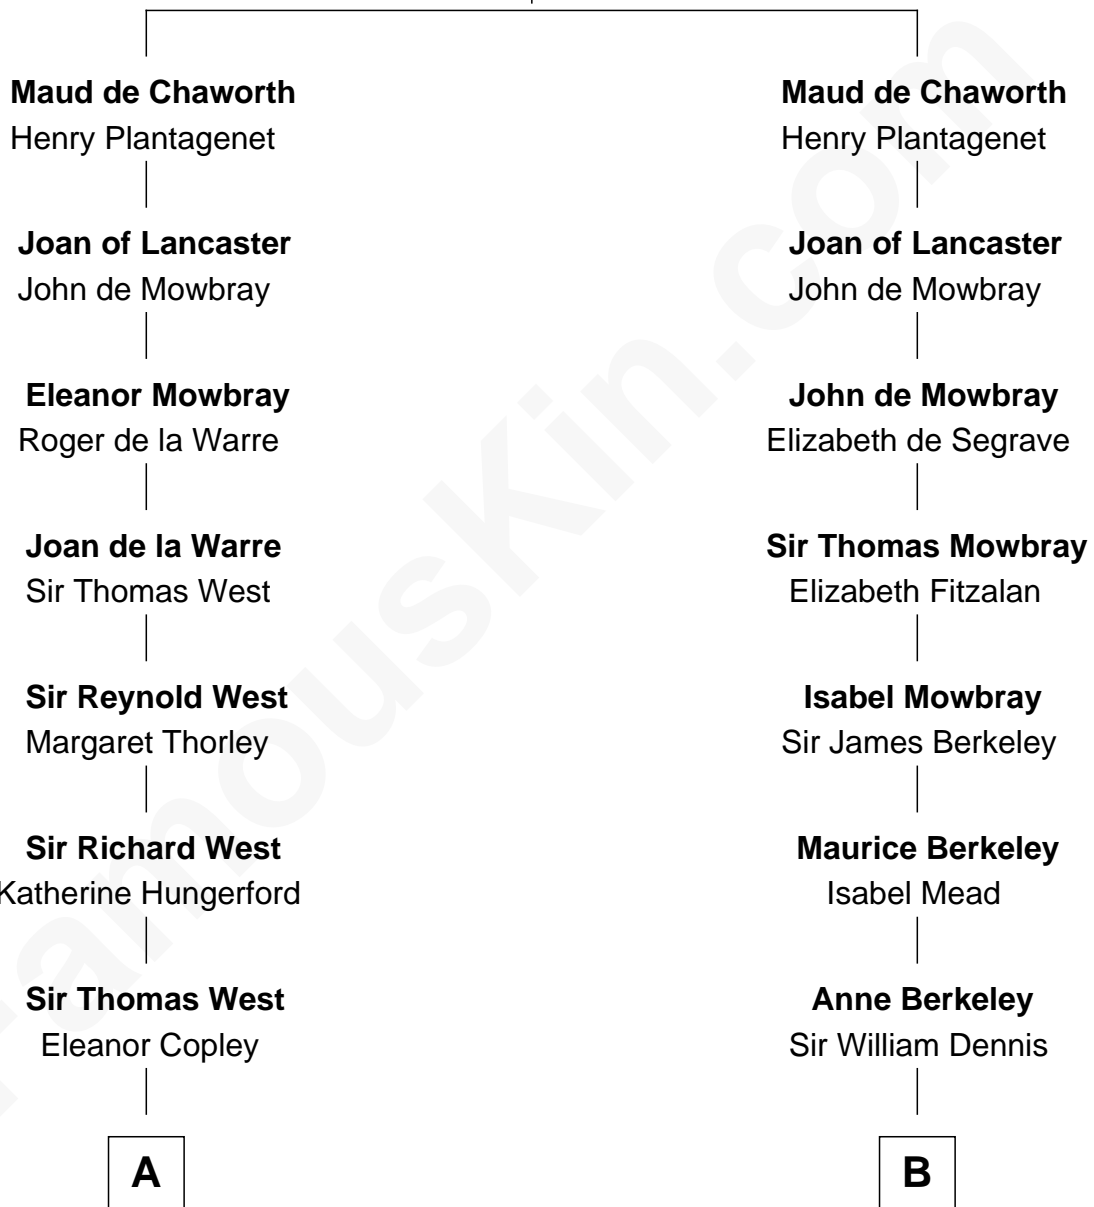 Maud de Chaworth
Henry Plantagenet
Joan of Lancaster
John de Mowbray
Eleanor Mowbray
Roger de la Warre
Joan de la Warre
Sir Thomas West
Sir Reynold West
Margaret Thorley
Sir Richard West
Katherine Hungerford
Sir Thomas West
Eleanor Copley
A
Maud de Chaworth
Henry Plantagenet
Joan of Lancaster
John de Mowbray
John de Mowbray
Elizabeth de Segrave
Sir Thomas Mowbray
Elizabeth Fitzalan
Isabel Mowbray
Sir James Berkeley
Maurice Berkeley
Isabel Mead
Anne Berkeley
Sir William Dennis
B
FamousKin.com